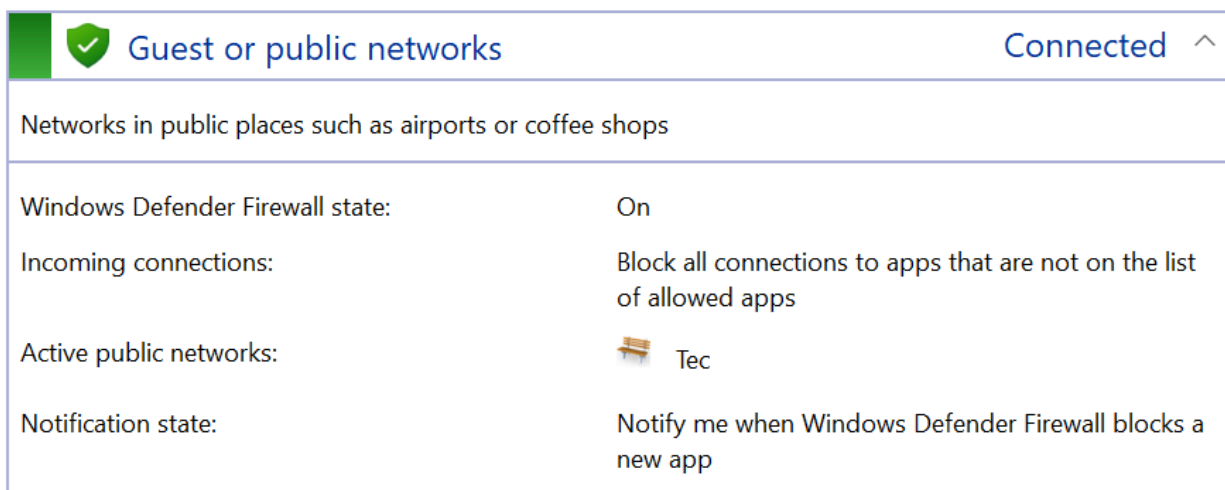 Guest or public networks Connected
Networks in public places such as airports or coffee shops
Windows Defender Firewall state: On
Incoming connections: Block all connections to apps that are not on the list
of allowed apps
Active public networks: Tec
Notification state: Notify me when Windows Defender Firewall blocks a
new app